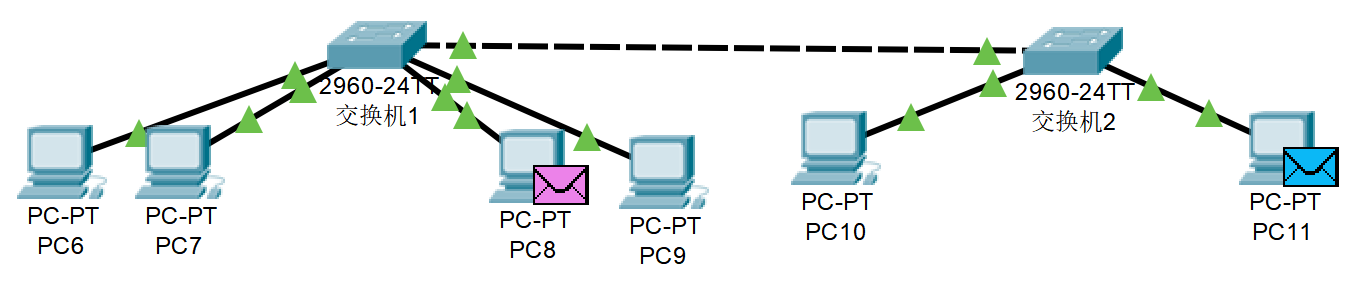 2960-24TT
交换机1
2960-24TT
交换机2
PC-PT
PC6
PC-PT
PC7
PC-PT
PC8
PC-PT
PC9
PC-PT
PC10
PC-PT
PC11